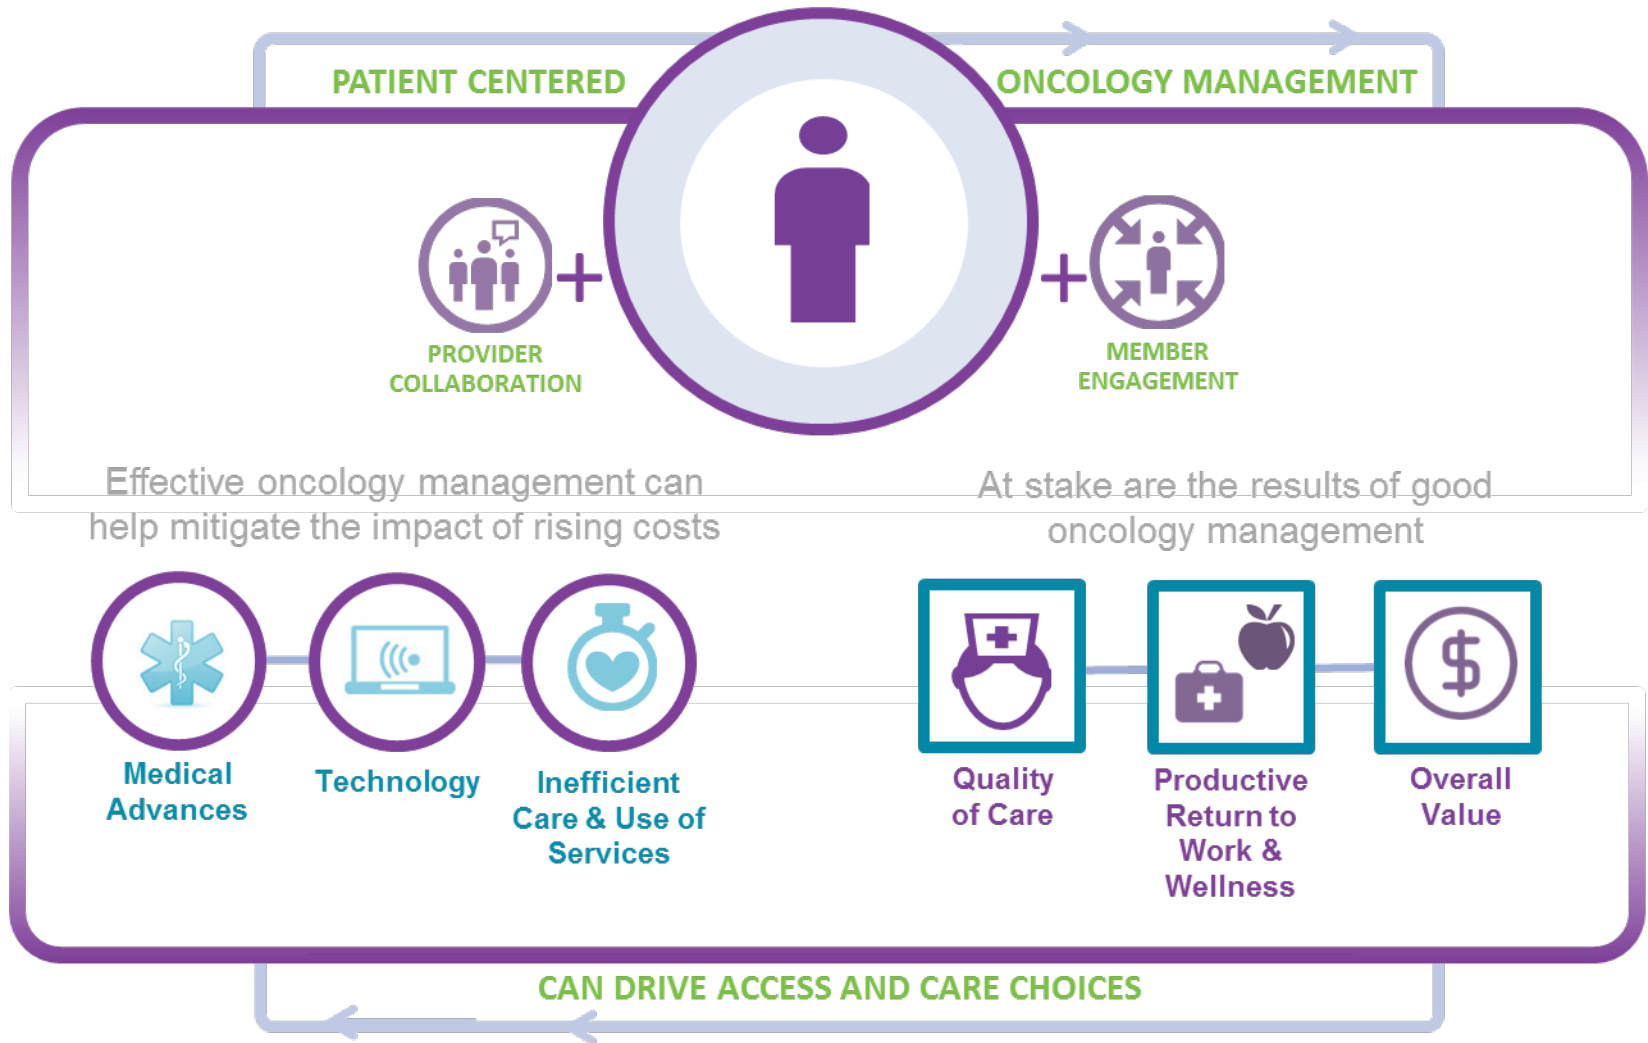 PATIENT CENTERED
ONCOLOGY MANAGEMENT
PROVIDER
COLLABORATION
MEMBER
ENGAGEMENT
Effective oncology management can
help mitigate the impact of rising costs
At stake are the results of good
oncology management
Medical
Advances
Technology
Inefficient
Care & Use of
Services
$
Quality
of Care
Productive
Return to
Work &
Wellness
Overall
Value
CAN DRIVE ACCESS AND CARE CHOICES